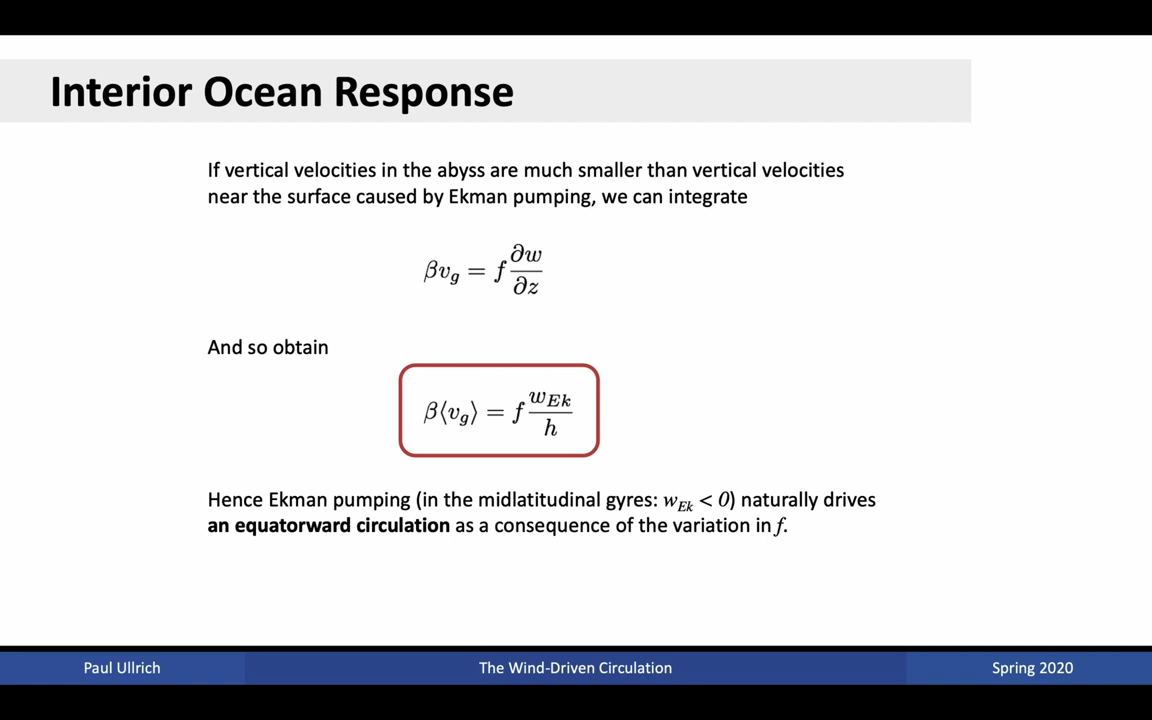 Interior Ocean Response
If vertical velocities in the abyss are much smaller than vertical velocities
near the surface caused by Ekman pumping, we can integrate
βv_g = f ∂w/∂z
And so obtain
β⟨v_g⟩ = f w_Ek/h
Hence Ekman pumping (in the midlatitudinal gyres: w_Ek < 0) naturally drives
an equatorward circulation as a consequence of the variation in f.
Paul Ullrich
The Wind-Driven Circulation
Spring 2020